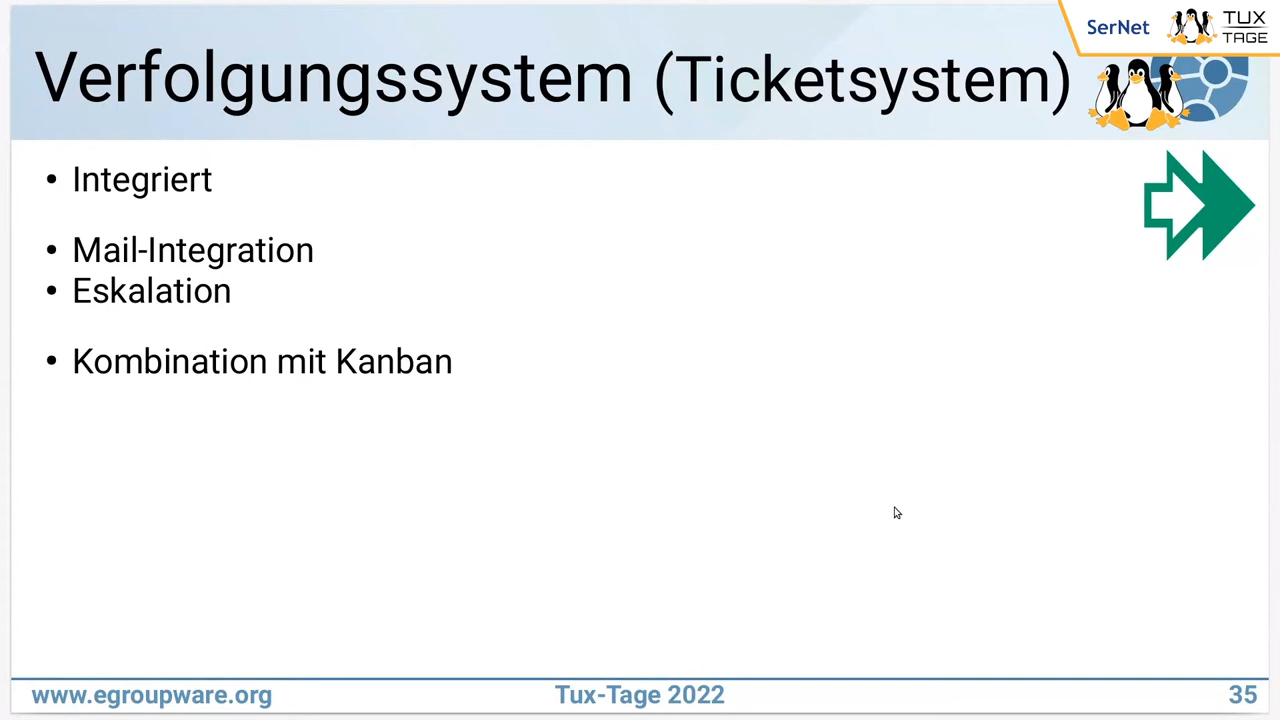 SerNet
TUX
TAGE
Verfolgungssystem (Ticketsystem)
• Integriert
• Mail-Integration
• Eskalation
• Kombination mit Kanban
www.egroupware.org
Tux-Tage 2022
35